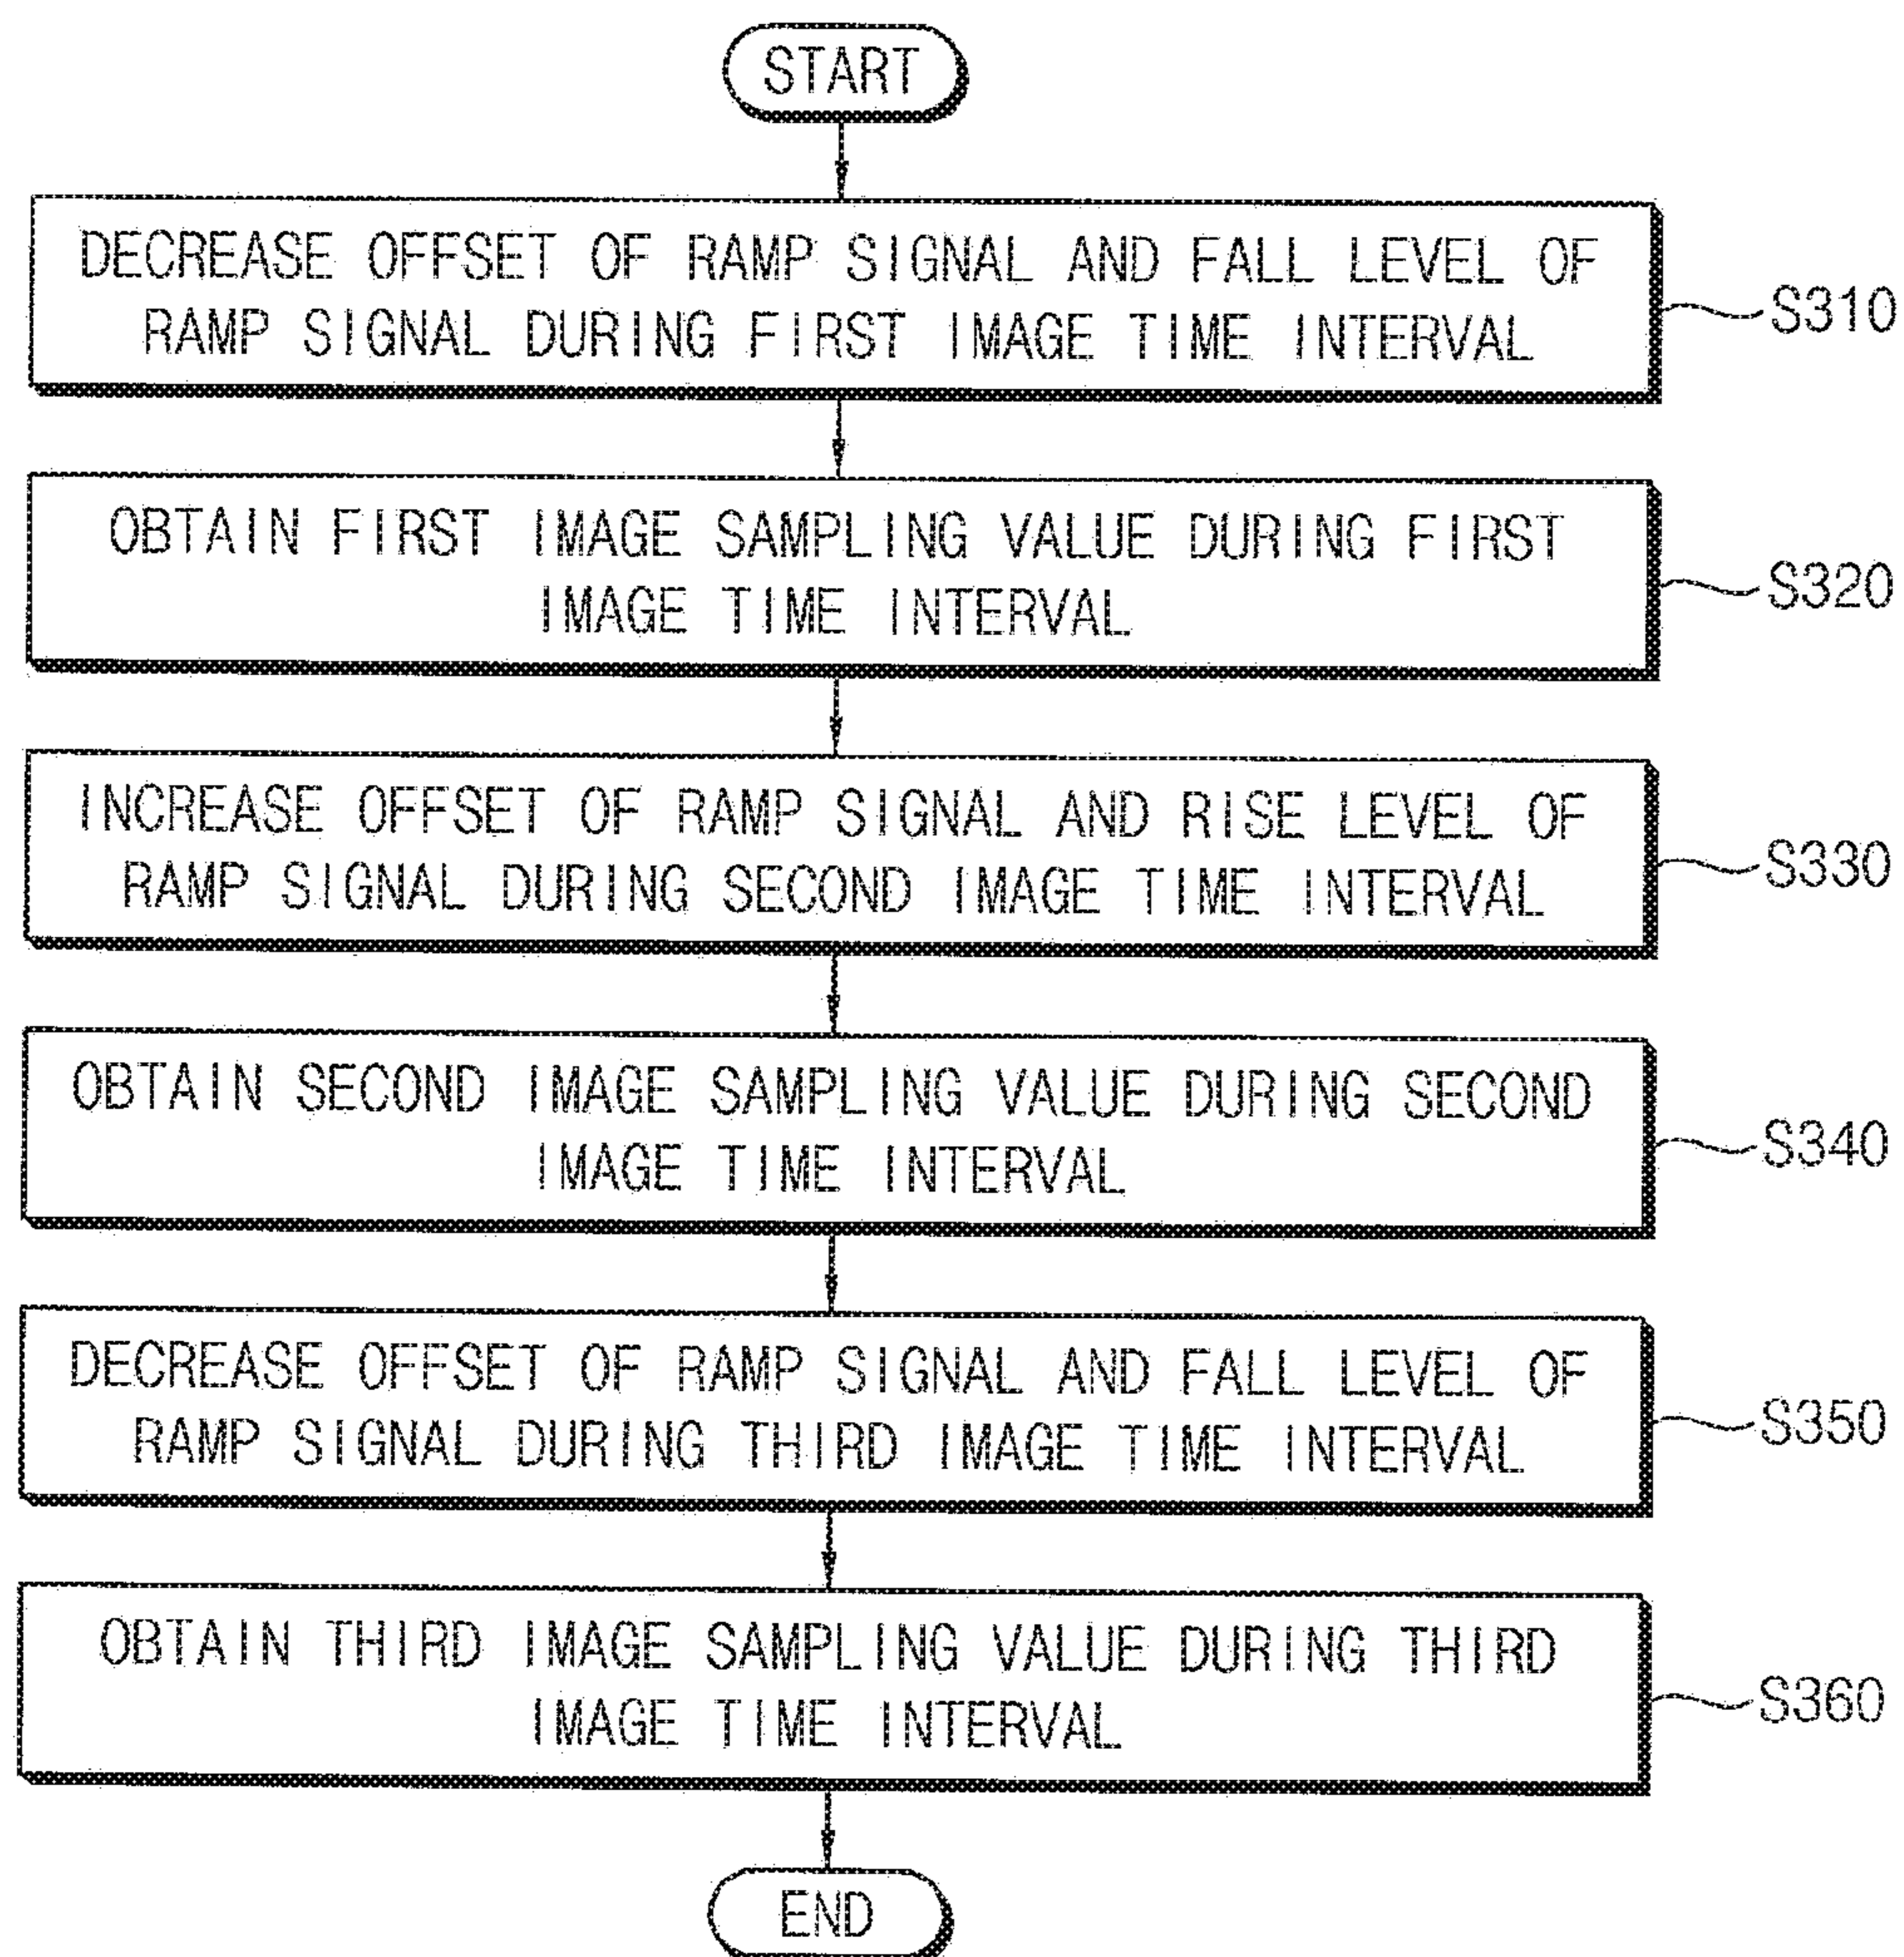 START
DECREASE OFFSET OF RAMP SIGNAL AND FALL LEVEL OF
RAMP SIGNAL DURING FIRST IMAGE TIME INTERVAL
S310
OBTAIN FIRST IMAGE SAMPLING VALUE DURING FIRST
IMAGE TIME INTERVAL
S320
INCREASE OFFSET OF RAMP SIGNAL AND RISE LEVEL OF
RAMP SIGNAL DURING SECOND IMAGE TIME INTERVAL
S330
OBTAIN SECOND IMAGE SAMPLING VALUE DURING SECOND
IMAGE TIME INTERVAL
S340
DECREASE OFFSET OF RAMP SIGNAL AND FALL LEVEL OF
RAMP SIGNAL DURING THIRD IMAGE TIME INTERVAL
S350
OBTAIN THIRD IMAGE SAMPLING VALUE DURING THIRD
IMAGE TIME INTERVAL
S360
END